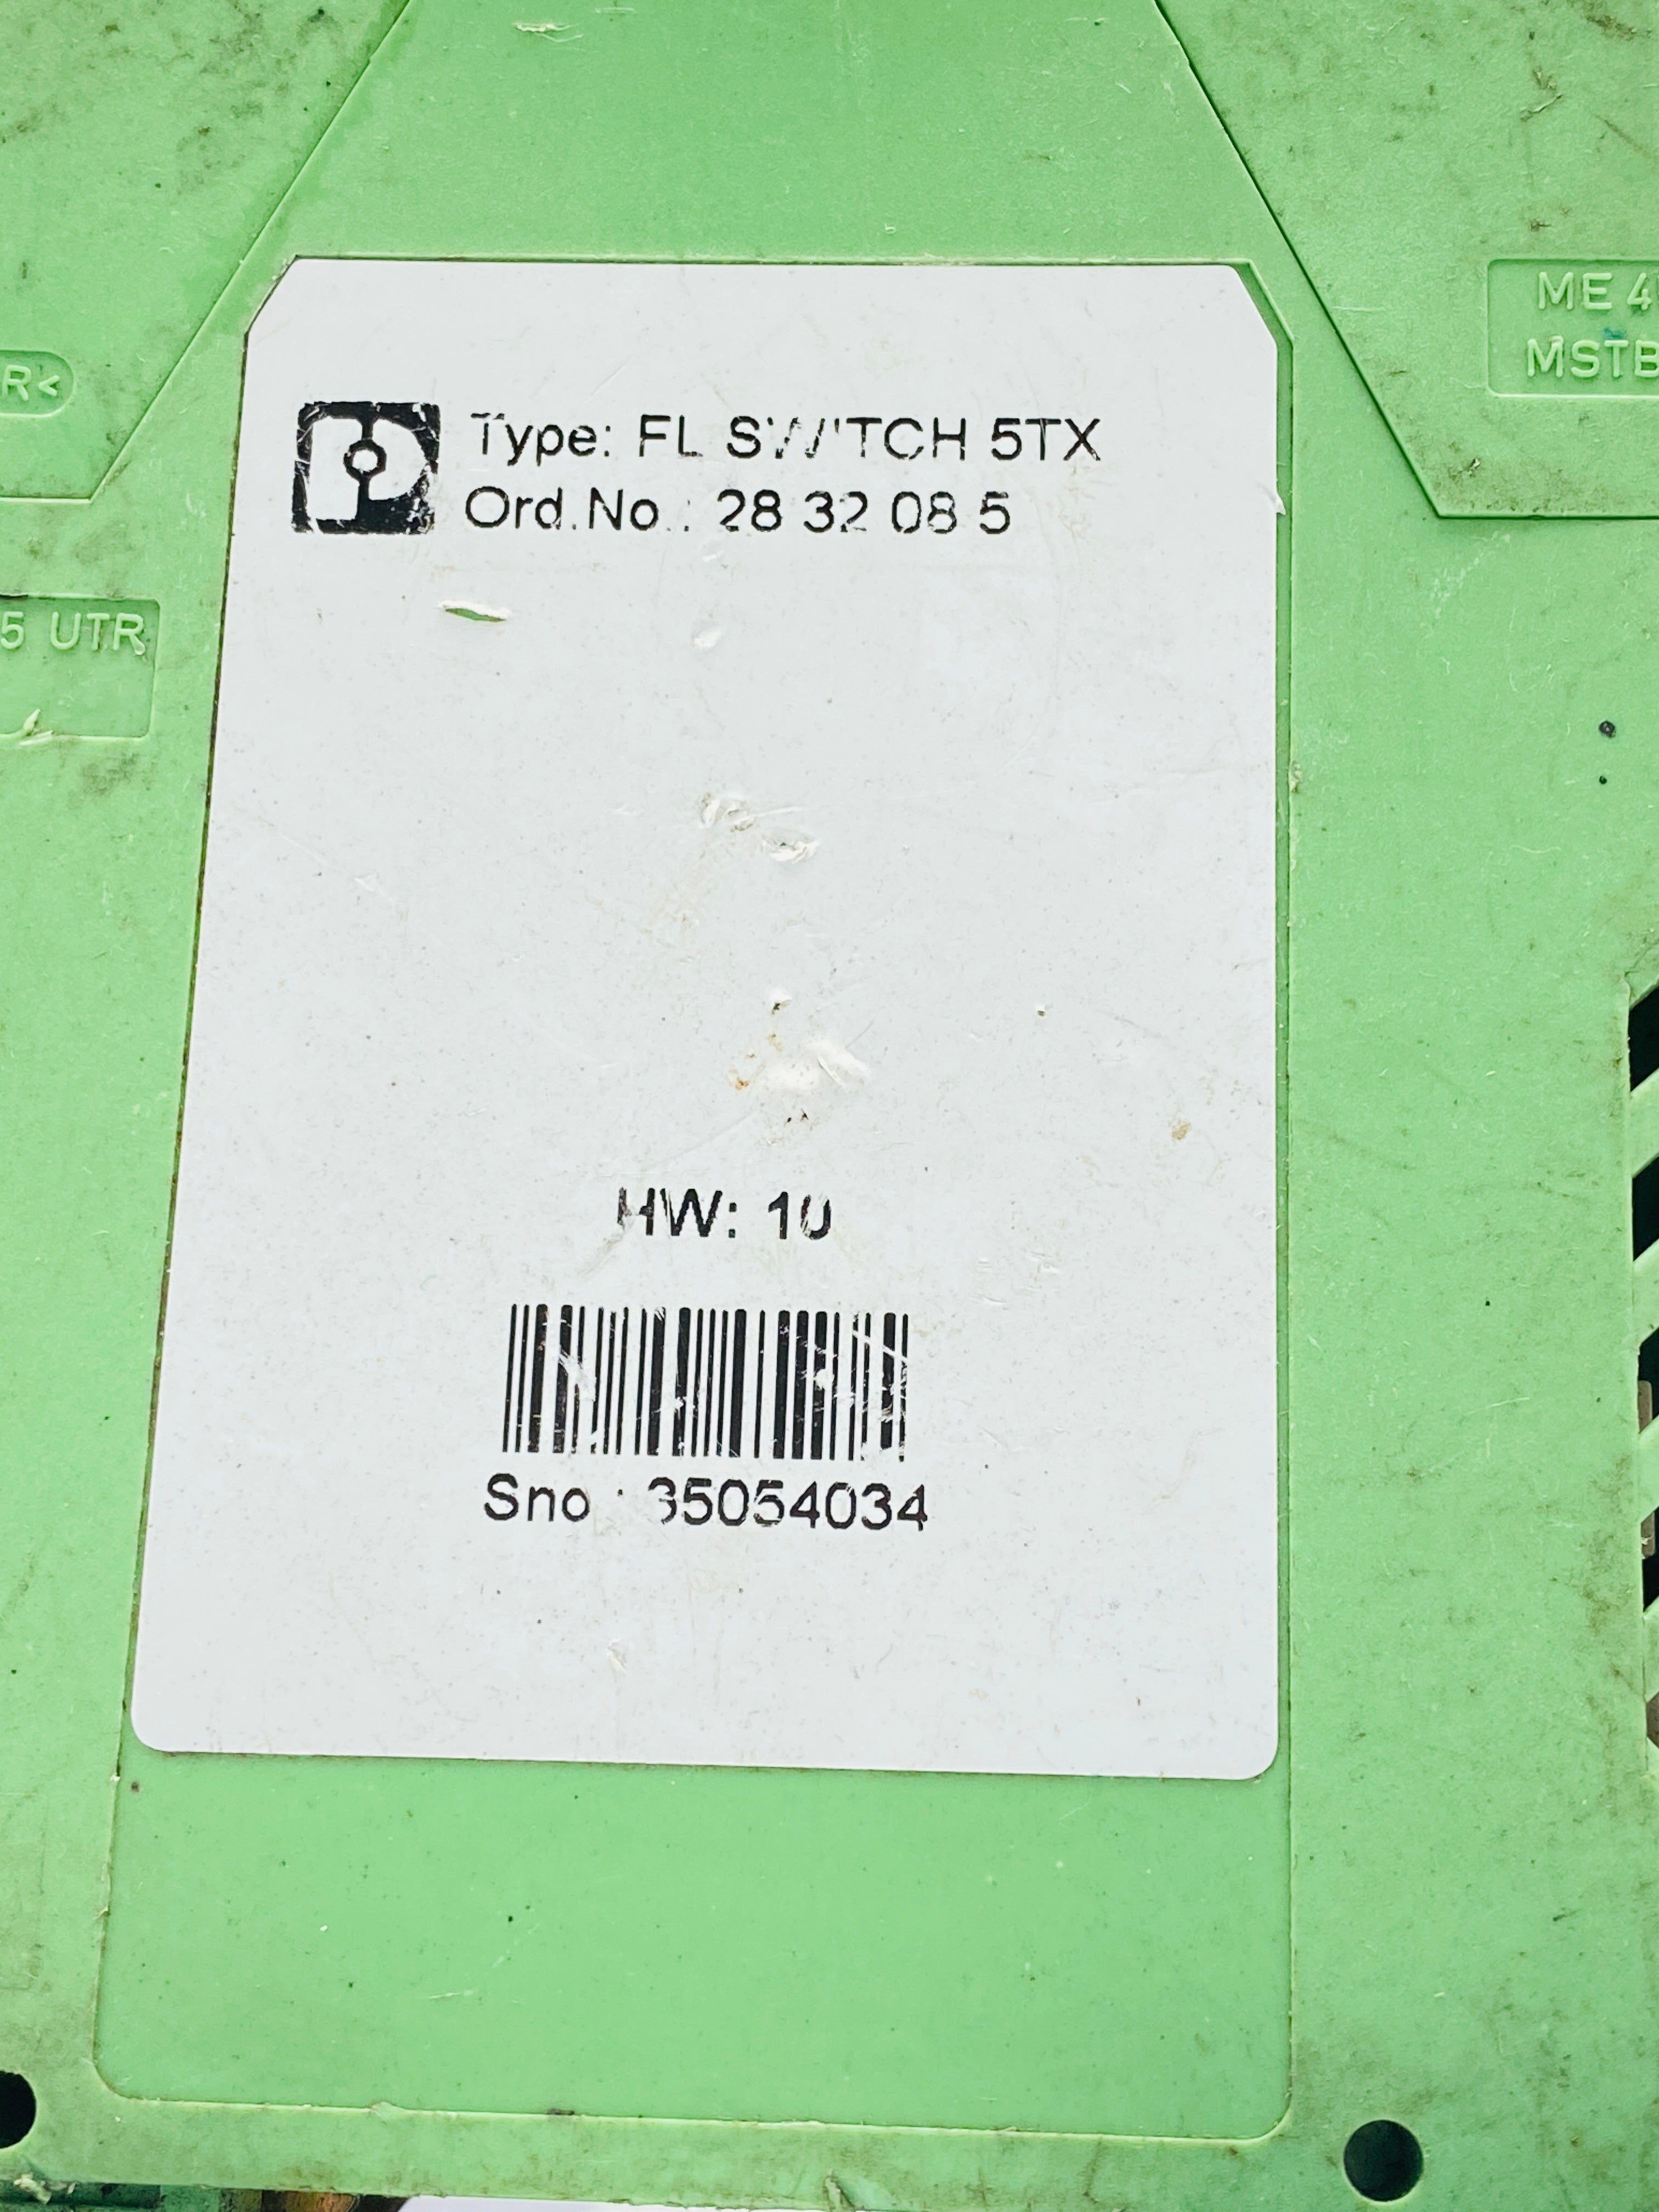 ME 4
MSTB
R<
Type: FL SWITCH 5TX
Ord.No.: 28 32 08 5
5 UTR
HW: 10
Sno.: 35054034